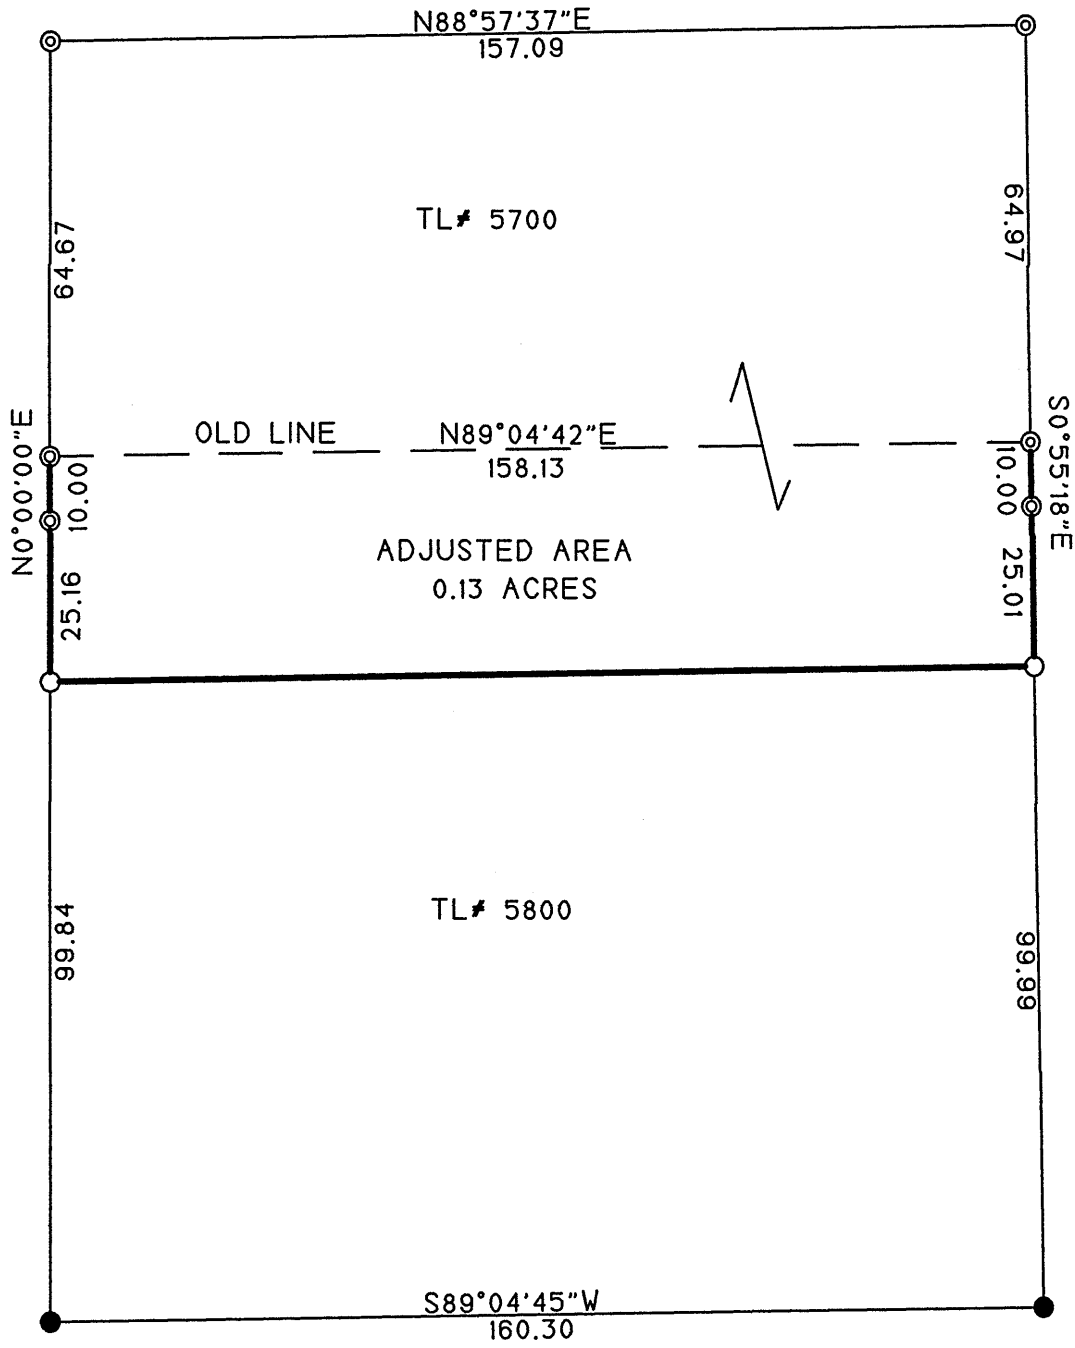 N88°57'37"E
157.09
64.67
64.97
TL# 5700
OLD LINE
N89°04'42"E
158.13
N0°00'00"E
S0°55'18"E
10.00
10.00
ADJUSTED AREA
0.13 ACRES
25.16
25.01
TL# 5800
99.84
99.99
S89°04'45"W
160.30